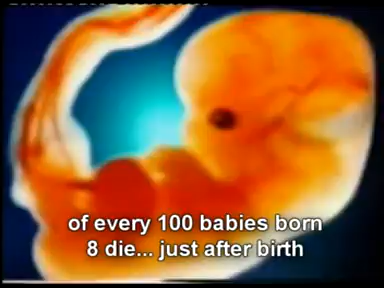 of every 100 babies born
8 die... just after birth